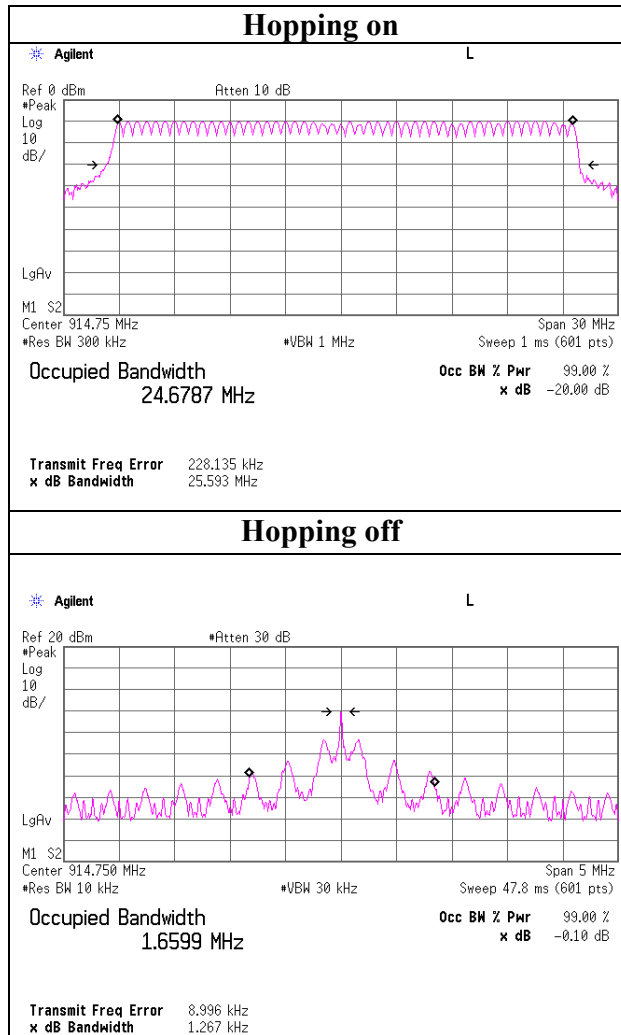 Hopping on
Agilent L
Ref 0 dBm Atten 10 dB
#Peak
Log
10
dB/
LgAv
M1 S2
Center 914.75 MHz Span 30 MHz
#Res BW 300 kHz #VBW 1 MHz Sweep 1 ms (601 pts)
Occupied Bandwidth Occ BW % Pwr 99.00 %
24.6787 MHz x dB -20.00 dB
Transmit Freq Error 228.135 kHz
x dB Bandwidth 25.593 MHz
Hopping off
Agilent L
Ref 20 dBm #Atten 30 dB
#Peak
Log
10
dB/
LgAv
M1 S2
Center 914.750 MHz Span 5 MHz
#Res BW 10 kHz #VBW 30 kHz Sweep 47.8 ms (601 pts)
Occupied Bandwidth Occ BW % Pwr 99.00 %
1.6599 MHz x dB -0.10 dB
Transmit Freq Error 8.996 kHz
x dB Bandwidth 1.267 MHz